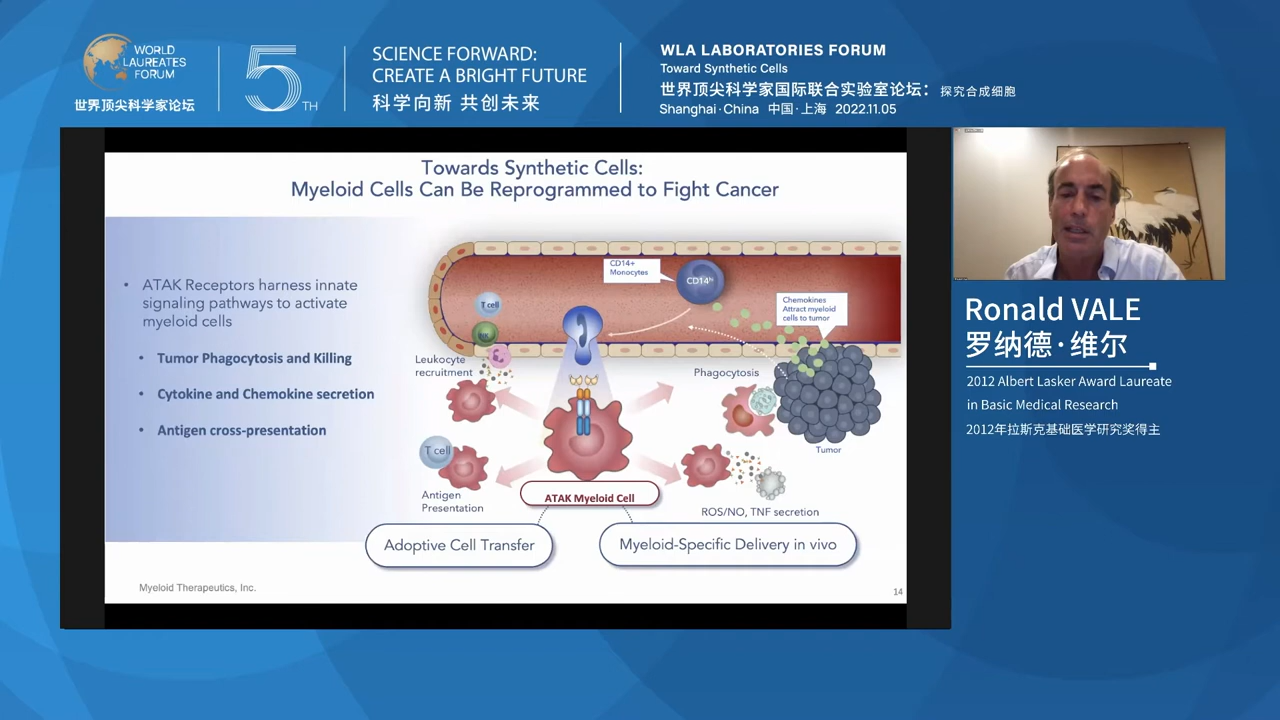 WORLD
LAUREATES
FORUM
世界顶尖科学家论坛
5TH
SCIENCE FORWARD:
CREATE A BRIGHT FUTURE
科学向新 共创未来
WLA LABORATORIES FORUM
Toward Synthetic Cells
世界顶尖科学家国际联合实验室论坛：探究合成细胞
Shanghai·China 中国·上海 2022.11.05
Towards Synthetic Cells:
Myeloid Cells Can Be Reprogrammed to Fight Cancer
• ATAK Receptors harness innate
signaling pathways to activate
myeloid cells
• Tumor Phagocytosis and Killing
• Cytokine and Chemokine secretion
• Antigen cross-presentation
CD14+
Monocytes
CD14hi
Chemokines
Attract myeloid
cells to tumor
T cell
NK
Leukocyte
recruitment
Phagocytosis
Tumor
T cell
Antigen
Presentation
ATAK Myeloid Cell
ROS/NO, TNF secretion
Adoptive Cell Transfer
Myeloid-Specific Delivery in vivo
Myeloid Therapeutics, Inc.
14
Ronald VALE
罗纳德·维尔
2012 Albert Lasker Award Laureate
in Basic Medical Research
2012年拉斯克基础医学研究奖得主